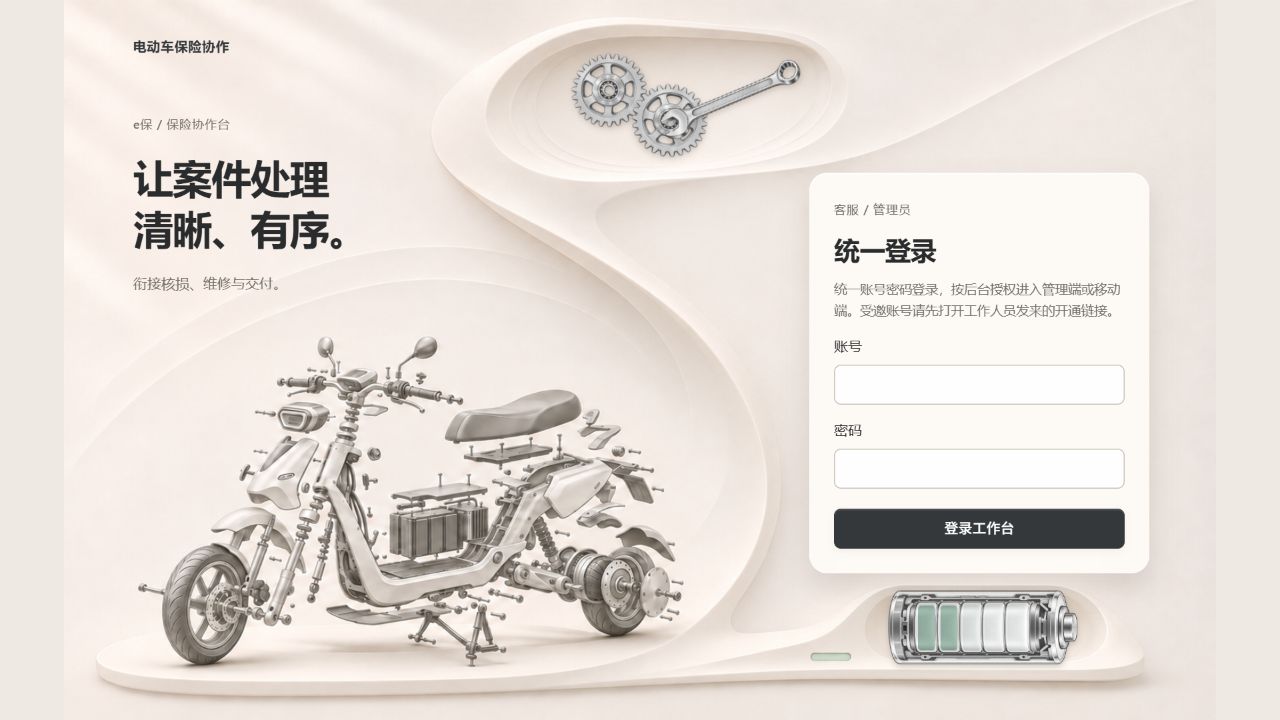 电动车保险协作
e保 / 保险协作台
让案件处理
清晰、有序。
衔接核损、维修与交付。
客服 / 管理员
统一登录
统一账号密码登录，按后台授权进入管理端或移动
端。受邀账号请先打开工作人员发来的开通链接。
账号
密码
登录工作台